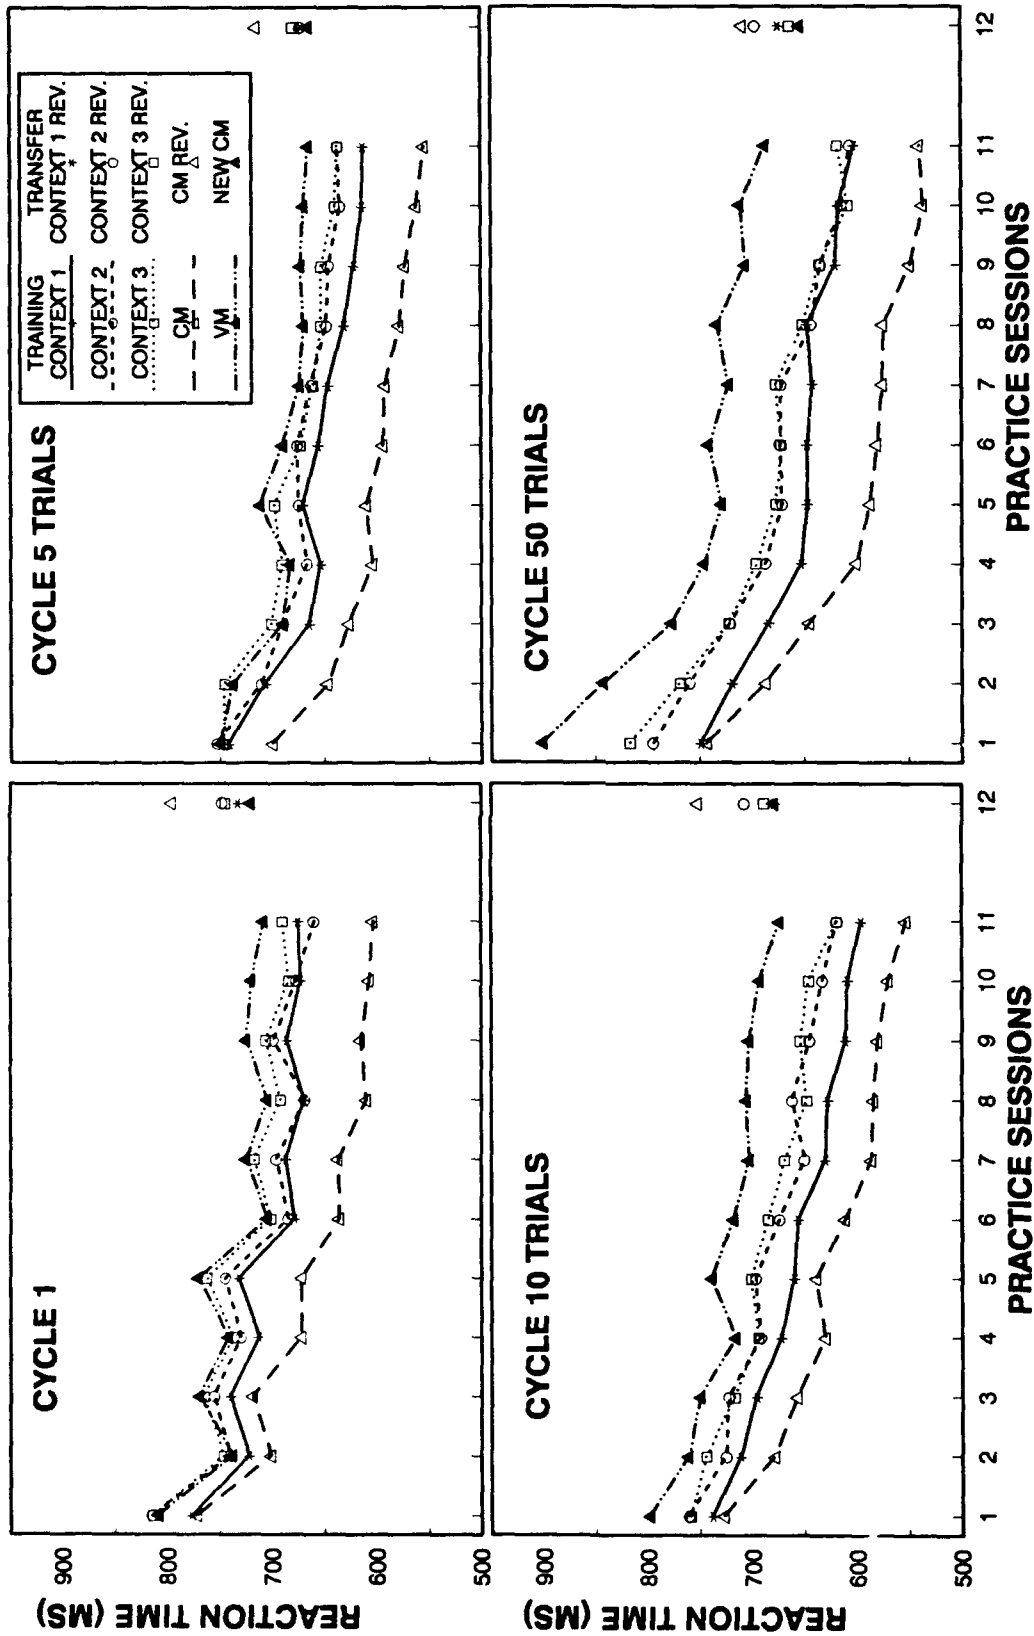 CYCLE 1
CYCLE 5 TRIALS
TRAINING TRANSFER
CONTEXT 1 CONTEXT 1 REV.
CONTEXT 2 CONTEXT 2 REV.
CONTEXT 3 CONTEXT 3 REV.
CM CM REV.
VM NEW CM
REACTION TIME (MS)
900
800
700
600
500
CYCLE 10 TRIALS
CYCLE 50 TRIALS
REACTION TIME (MS)
900
800
700
600
500
1 2 3 4 5 6 7 8 9 10 11 12
1 2 3 4 5 6 7 8 9 10 11 12
PRACTICE SESSIONS
PRACTICE SESSIONS